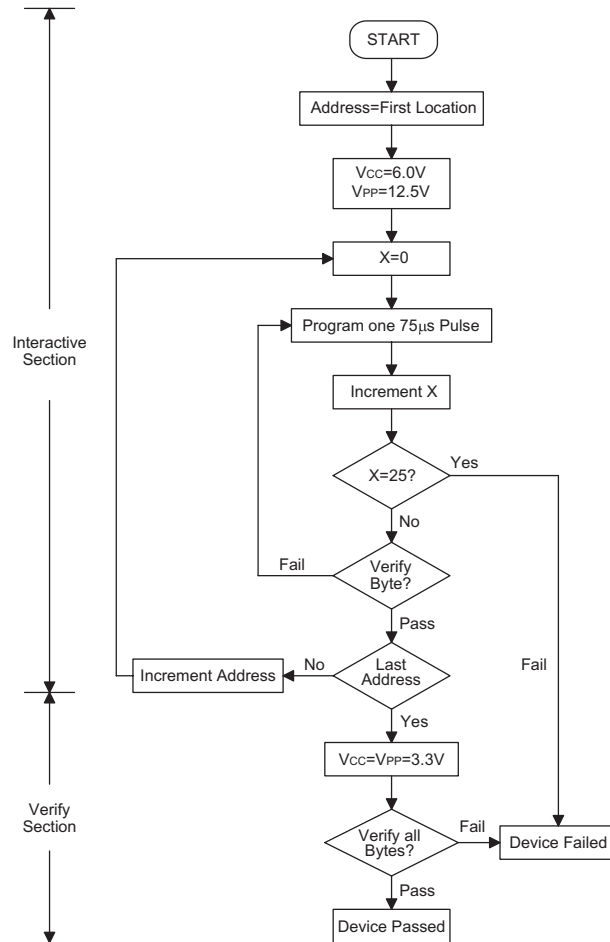 START
Address=First Location
VCC=6.0V
VPP=12.5V
X=0
Program one 75μs Pulse
Interactive
Section
Increment X
X=25?
Yes
No
Fail
Verify
Byte?
Pass
Increment Address
No
Last
Address
Fail
Yes
VCC=VPP=3.3V
Verify
Section
Verify all
Bytes?
Fail
Device Failed
Pass
Device Passed